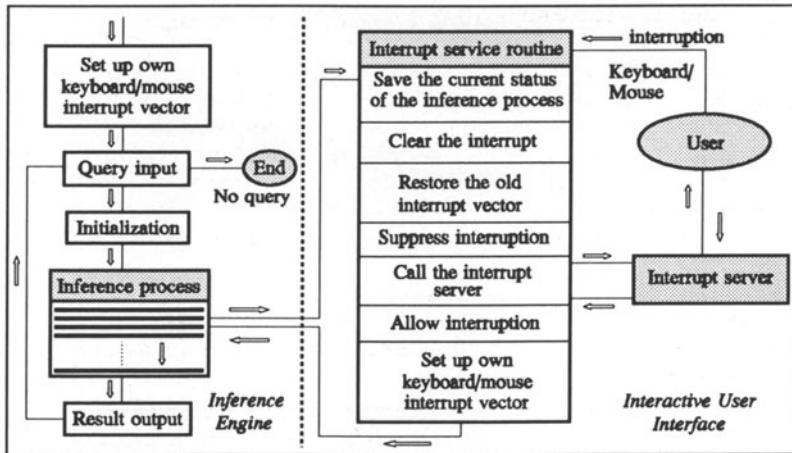 Set up own
keyboard/mouse
interrupt vector
Query input
End
No query
Initialization
Inference process
Result output
Inference
Engine
Interrupt service routine
Save the current status
of the inference process
Clear the interrupt
Restore the old
interrupt vector
Suppress interruption
Call the interrupt
server
Allow interruption
Set up own
keyboard/mouse
interrupt vector
interruption
Keyboard/
Mouse
User
Interrupt server
Interactive User
Interface